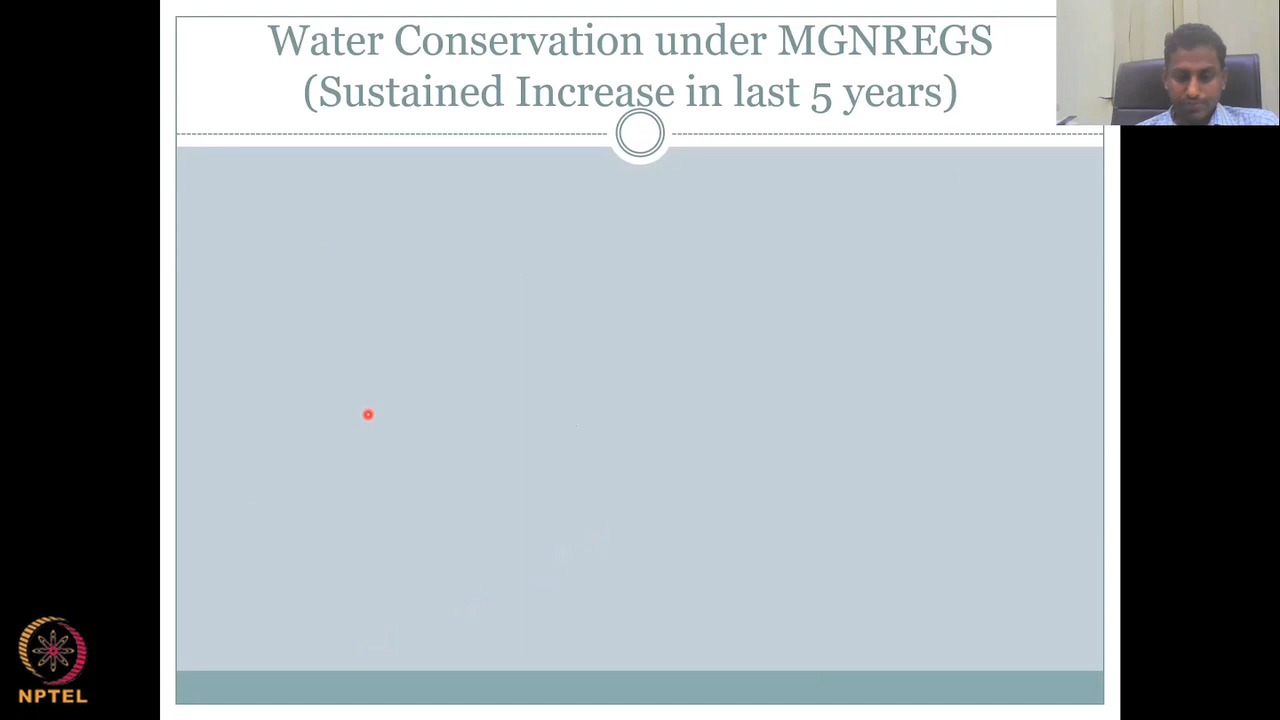 Water Conservation under MGNREGS
(Sustained Increase in last 5 years)
NPTEL